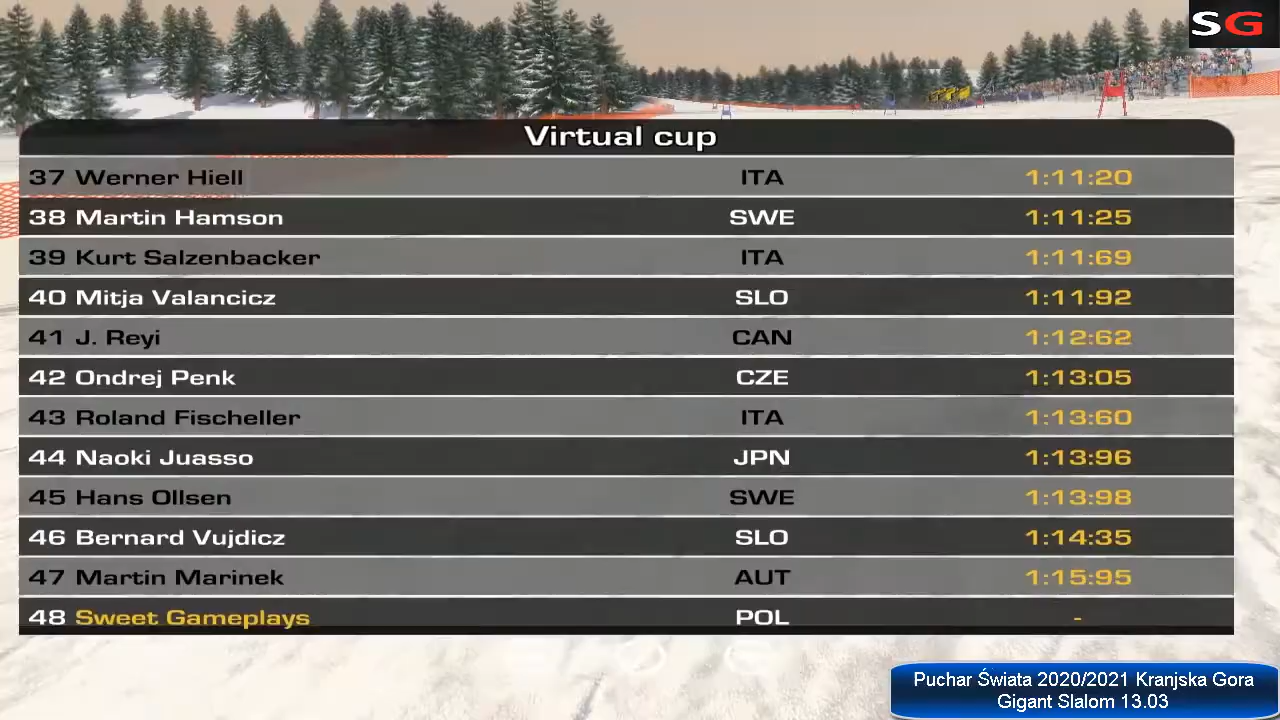 SG
Virtual cup
37 Werner Hiell ITA 1:11:20
38 Martin Hamson SWE 1:11:25
39 Kurt Salzenbacker ITA 1:11:69
40 Mitja Valancicz SLO 1:11:92
41 J. Reyi CAN 1:12:62
42 Ondrej Penk CZE 1:13:05
43 Roland Fischeller ITA 1:13:60
44 Naoki Juasso JPN 1:13:96
45 Hans Ollsen SWE 1:13:98
46 Bernard Vujdicz SLO 1:14:35
47 Martin Marinek AUT 1:15:95
48 Sweet Gameplays POL -
Puchar Świata 2020/2021 Kranjska Gora
Gigant Slalom 13.03